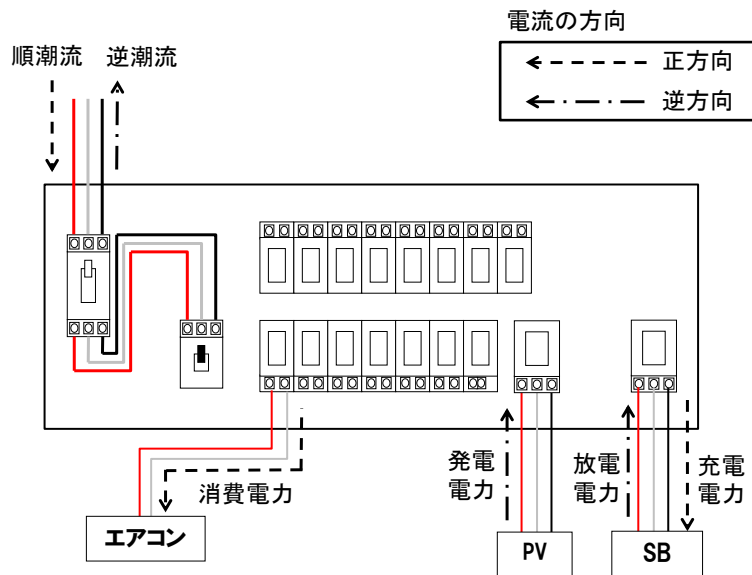 電流の方向
正方向
逆方向
順潮流
逆潮流
消費電力
エアコン
発電
電力
PV
放電
電力
SB
充電
電力